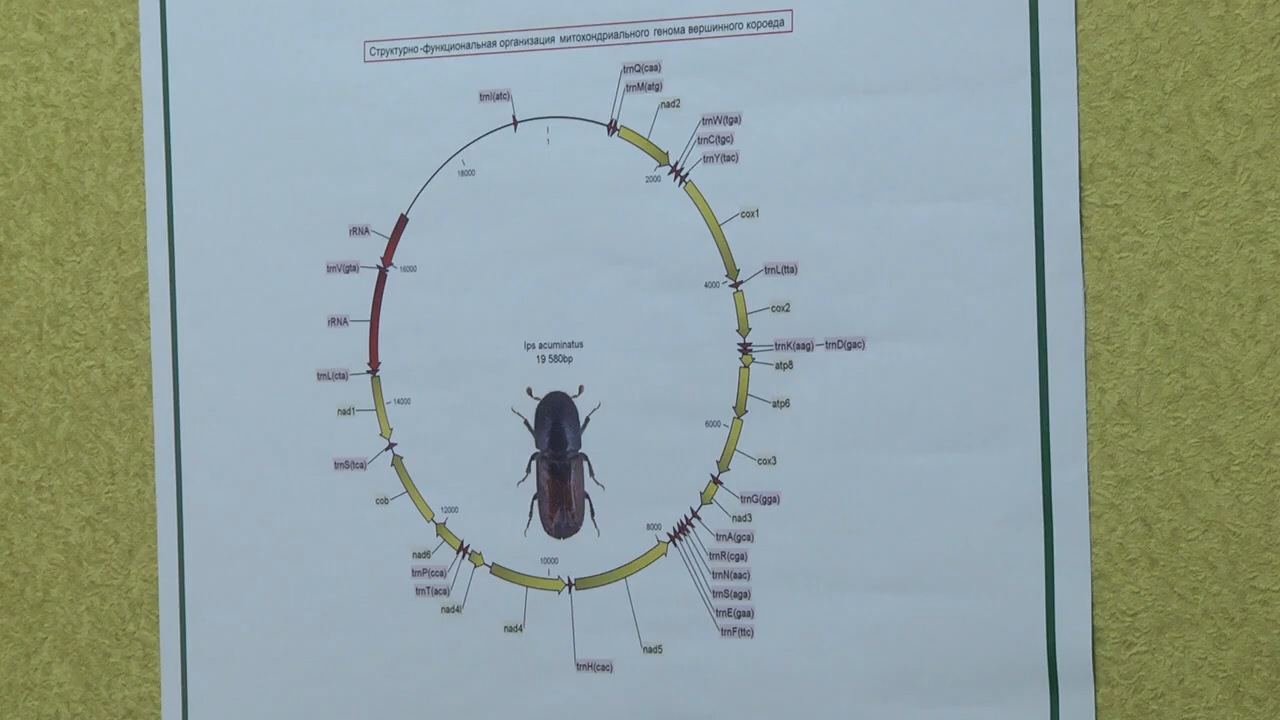 Структурно-функциональная организация митохондриального генома вершинного короеда
trnQ(caa)
trnM(atg)
trnI(atc)
nad2
trnW(tga)
trnC(tgc)
trnY(tac)
1
18000
2000
cox1
rRNA
trnV(gta)
16000
trnL(tta)
4000
cox2
rRNA
Ips acuminatus
19 580bp
trnK(aag)
trnD(gac)
atp8
trnL(cta)
nad1
14000
atp6
6000
cox3
trnS(tca)
cob
trnG(gga)
12000
nad3
8000
trnA(gca)
nad6
10000
trnR(cga)
trnP(cca)
trnN(aac)
trnT(aca)
trnS(aga)
nad4l
trnE(gaa)
nad4
trnF(ttc)
nad5
trnH(cac)